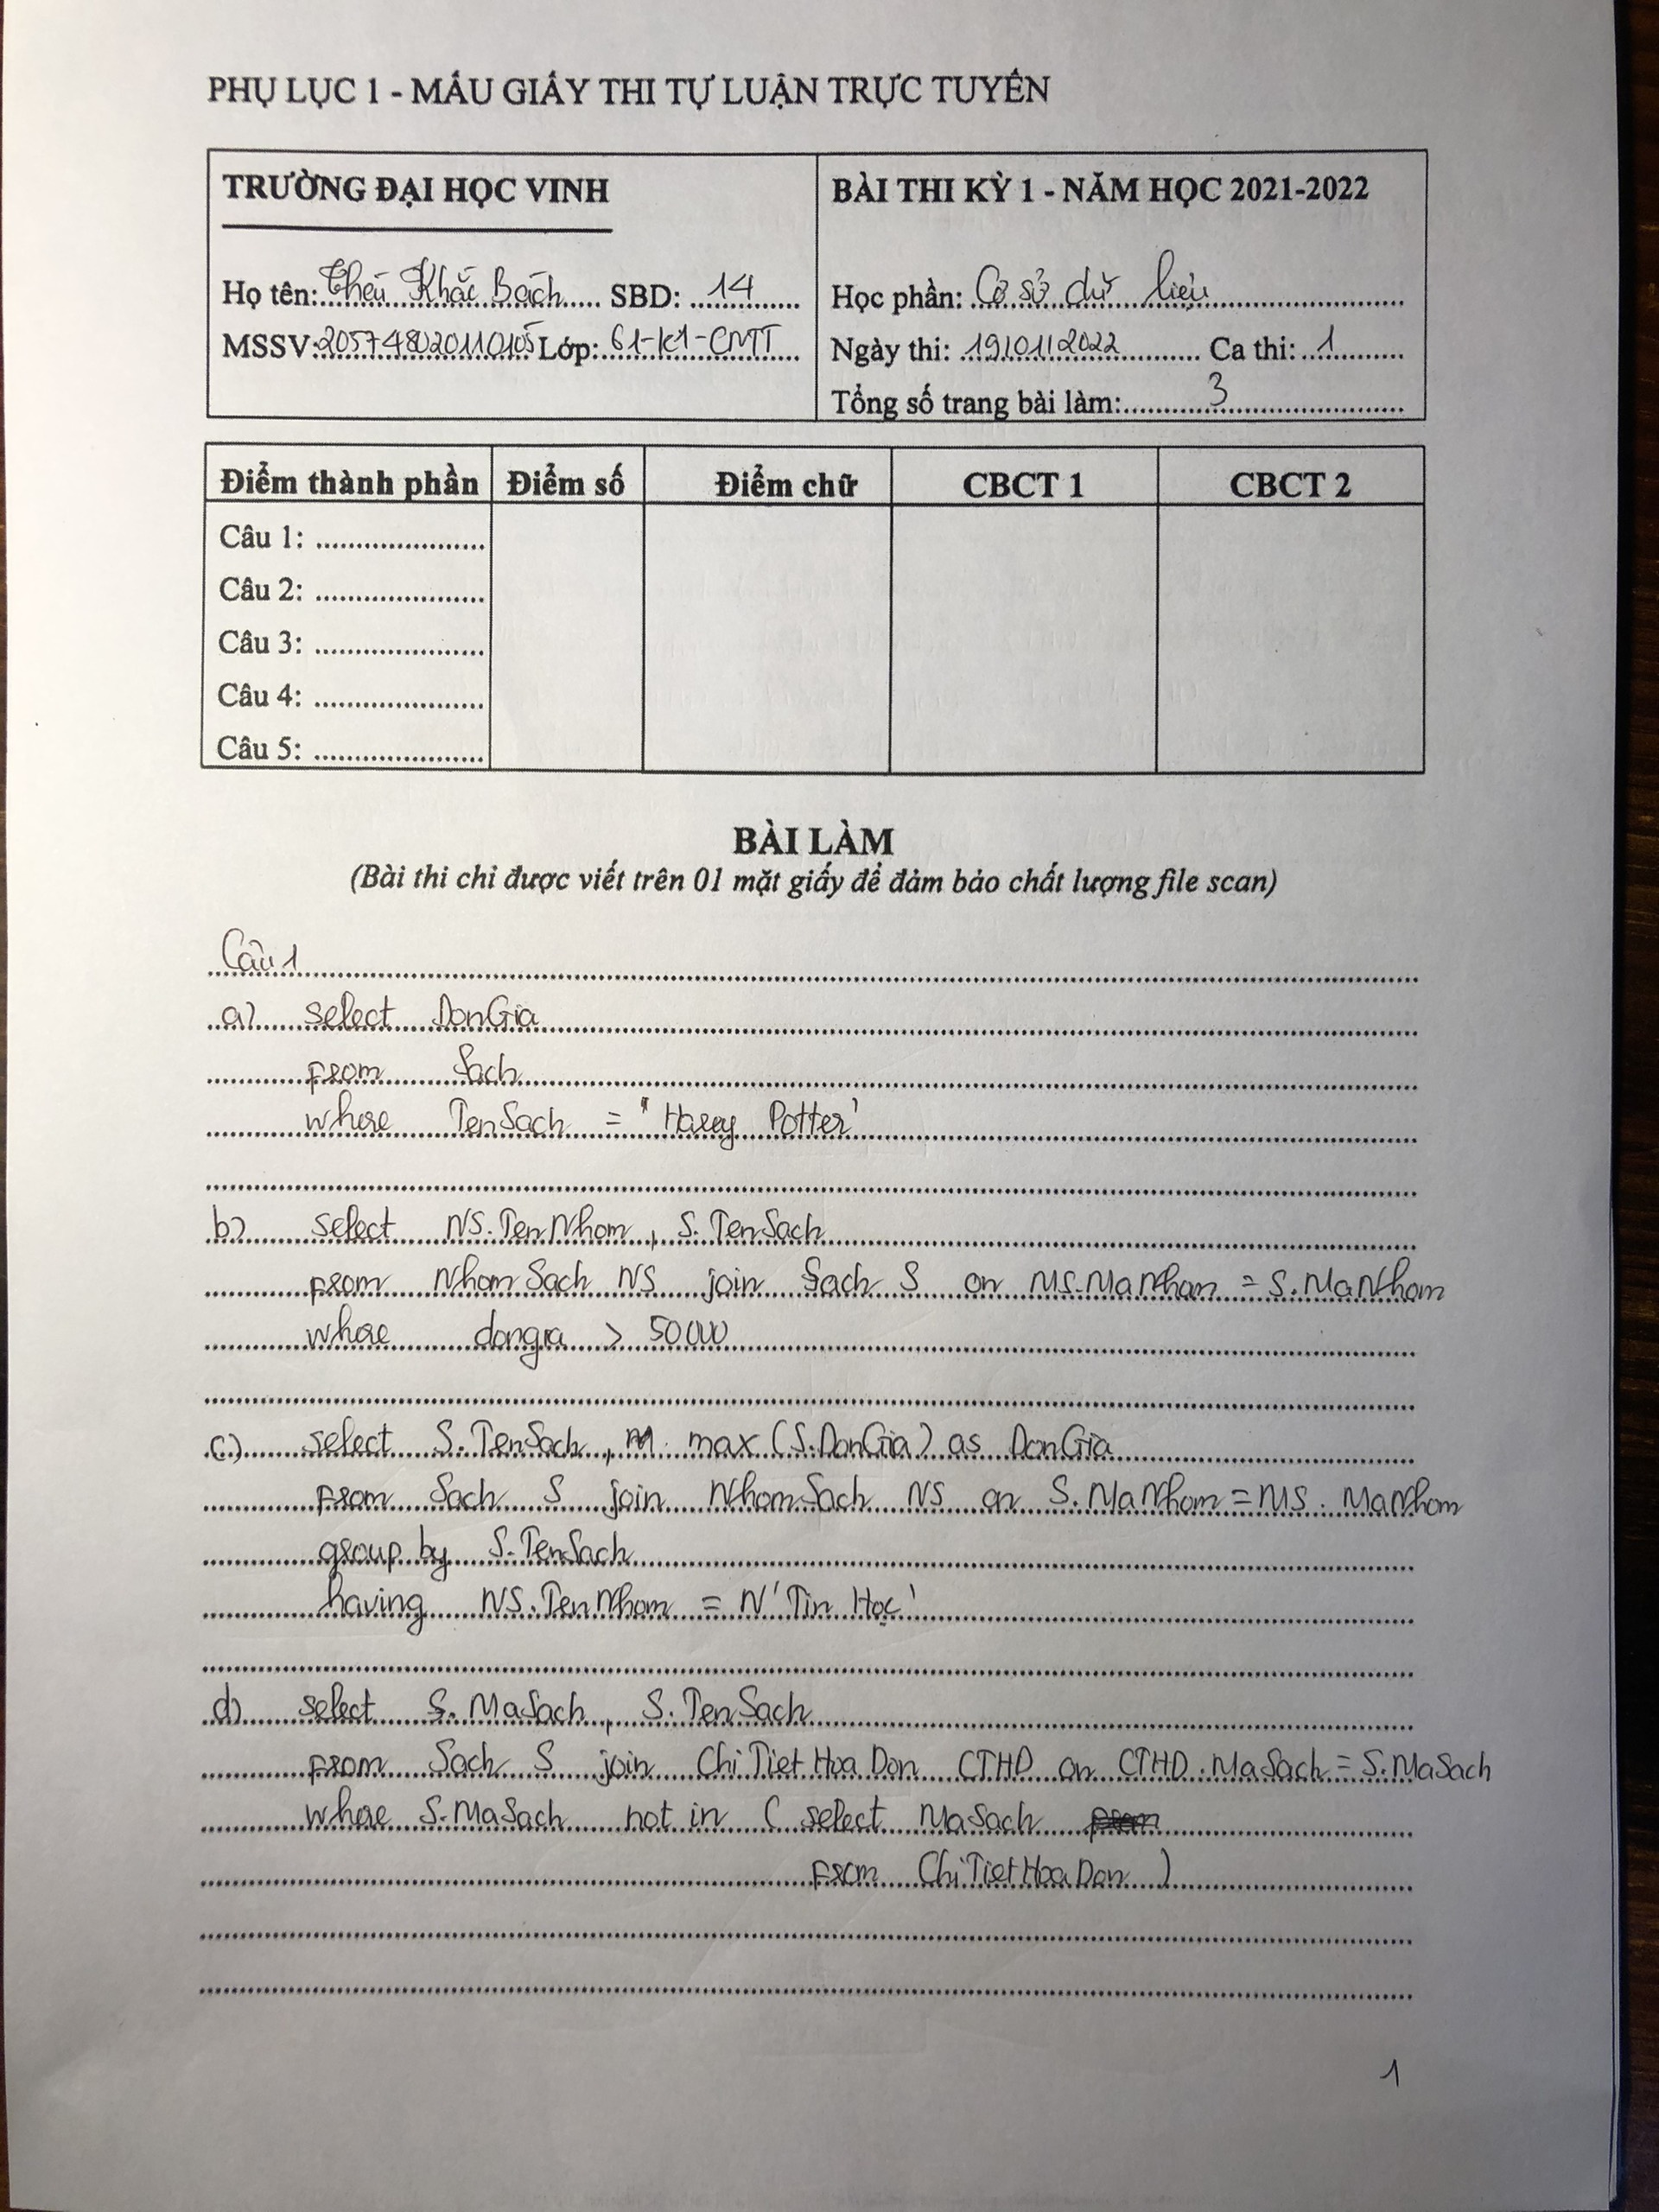 PHỤ LỤC 1 - MẪU GIẤY THI TỰ LUẬN TRỰC TUYẾN
TRƯỜNG ĐẠI HỌC VINH
Họ tên: Thái Khắc Bách SBD: 14
MSSV: 205748020110105 Lớp: 61-K1-CNTT
BÀI THI KỲ 1 - NĂM HỌC 2021-2022
Học phần: Cơ sở dữ liệu
Ngày thi: 19/01/2022 Ca thi: 1
Tổng số trang bài làm: 3
Điểm thành phần Điểm số Điểm chữ CBCT 1 CBCT 2
Câu 1:
Câu 2:
Câu 3:
Câu 4:
Câu 5:
BÀI LÀM
(Bài thi chỉ được viết trên 01 mặt giấy để đảm bảo chất lượng file scan)
Câu 1
a) select DonGia
from Sach
where TenSach = 'Harry Potter'
b) select NS.TenNhom, S.TenSach
from NhomSach NS join Sach S on NS.MaNhom = S.MaNhom
where dongia > 50000
c) select S.TenSach, max (S.DonGia) as DonGia
from Sach S join NhomSach NS on S.MaNhom = NS.MaNhom
group by S.TenSach
having NS.TenNhom = N'Tin Học'
d) select S.MaSach, S.TenSach
from Sach S join ChiTietHoaDon CTHD on CTHD.MaSach = S.MaSach
where S.MaSach not in ( select MaSach
from ChiTietHoaDon )
1